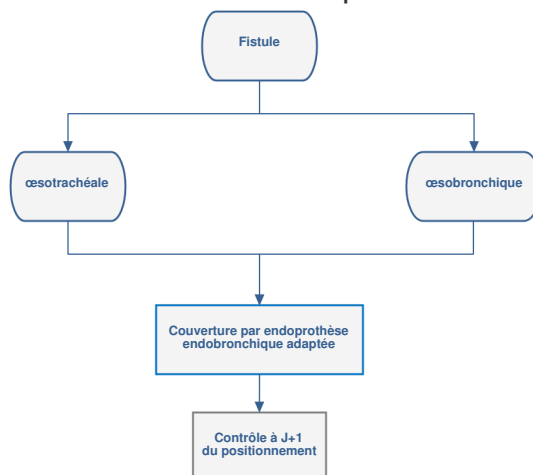 Fistule
œsotrachéale
œsobronchique
Couverture par endoprothèse
endobronchique adaptée
Contrôle à J+1
du positionnement